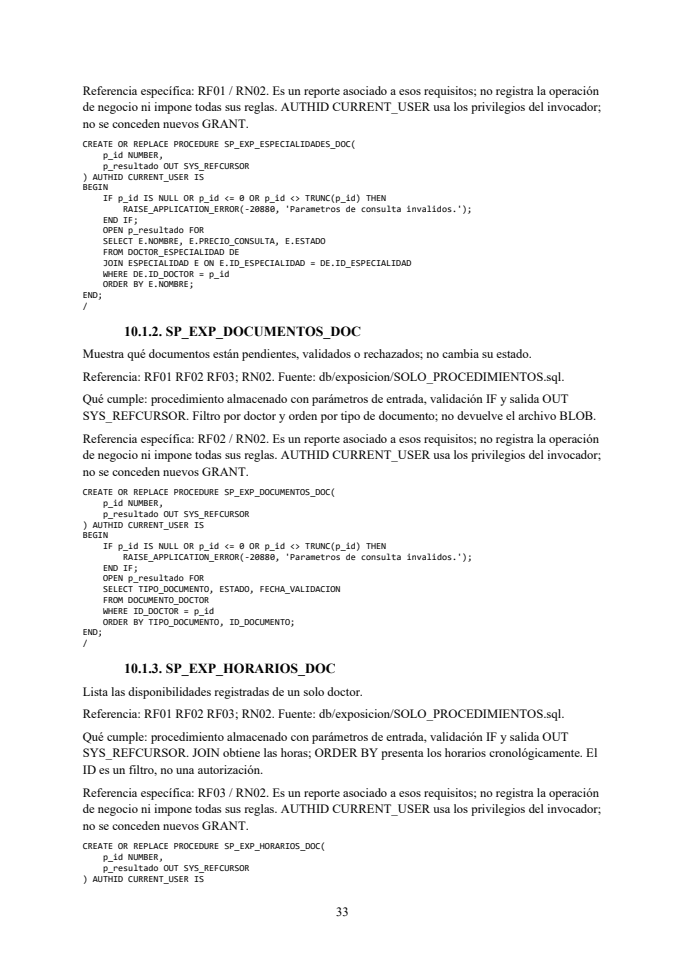 Referencia específica: RF01 / RN02. Es un reporte asociado a esos requisitos; no registra la operación
de negocio ni impone todas sus reglas. AUTHID CURRENT_USER usa los privilegios del invocador;
no se conceden nuevos GRANT.
CREATE OR REPLACE PROCEDURE SP_EXP_ESPECIALIDADES_DOC(
    p_id NUMBER,
    p_resultado OUT SYS_REFCURSOR
) AUTHID CURRENT_USER IS
BEGIN
    IF p_id IS NULL OR p_id <= 0 OR p_id <> TRUNC(p_id) THEN
        RAISE_APPLICATION_ERROR(-20880, 'Parametros de consulta invalidos.');
    END IF;
    OPEN p_resultado FOR
    SELECT E.NOMBRE, E.PRECIO_CONSULTA, E.ESTADO
    FROM DOCTOR_ESPECIALIDAD DE
    JOIN ESPECIALIDAD E ON E.ID_ESPECIALIDAD = DE.ID_ESPECIALIDAD
    WHERE DE.ID_DOCTOR = p_id
    ORDER BY E.NOMBRE;
END;
/
10.1.2. SP_EXP_DOCUMENTOS_DOC
Muestra qué documentos están pendientes, validados o rechazados; no cambia su estado.
Referencia: RF01 RF02 RF03; RN02. Fuente: db/exposicion/SOLO_PROCEDIMIENTOS.sql.
Qué cumple: procedimiento almacenado con parámetros de entrada, validación IF y salida OUT
SYS_REFCURSOR. Filtro por doctor y orden por tipo de documento; no devuelve el archivo BLOB.
Referencia específica: RF02 / RN02. Es un reporte asociado a esos requisitos; no registra la operación
de negocio ni impone todas sus reglas. AUTHID CURRENT_USER usa los privilegios del invocador;
no se conceden nuevos GRANT.
CREATE OR REPLACE PROCEDURE SP_EXP_DOCUMENTOS_DOC(
    p_id NUMBER,
    p_resultado OUT SYS_REFCURSOR
) AUTHID CURRENT_USER IS
BEGIN
    IF p_id IS NULL OR p_id <= 0 OR p_id <> TRUNC(p_id) THEN
        RAISE_APPLICATION_ERROR(-20880, 'Parametros de consulta invalidos.');
    END IF;
    OPEN p_resultado FOR
    SELECT TIPO_DOCUMENTO, ESTADO, FECHA_VALIDACION
    FROM DOCUMENTO_DOCTOR
    WHERE ID_DOCTOR = p_id
    ORDER BY TIPO_DOCUMENTO, ID_DOCUMENTO;
END;
/
10.1.3. SP_EXP_HORARIOS_DOC
Lista las disponibilidades registradas de un solo doctor.
Referencia: RF01 RF02 RF03; RN02. Fuente: db/exposicion/SOLO_PROCEDIMIENTOS.sql.
Qué cumple: procedimiento almacenado con parámetros de entrada, validación IF y salida OUT
SYS_REFCURSOR. JOIN obtiene las horas; ORDER BY presenta los horarios cronológicamente. El
ID es un filtro, no una autorización.
Referencia específica: RF03 / RN02. Es un reporte asociado a esos requisitos; no registra la operación
de negocio ni impone todas sus reglas. AUTHID CURRENT_USER usa los privilegios del invocador;
no se conceden nuevos GRANT.
CREATE OR REPLACE PROCEDURE SP_EXP_HORARIOS_DOC(
    p_id NUMBER,
    p_resultado OUT SYS_REFCURSOR
) AUTHID CURRENT_USER IS
33